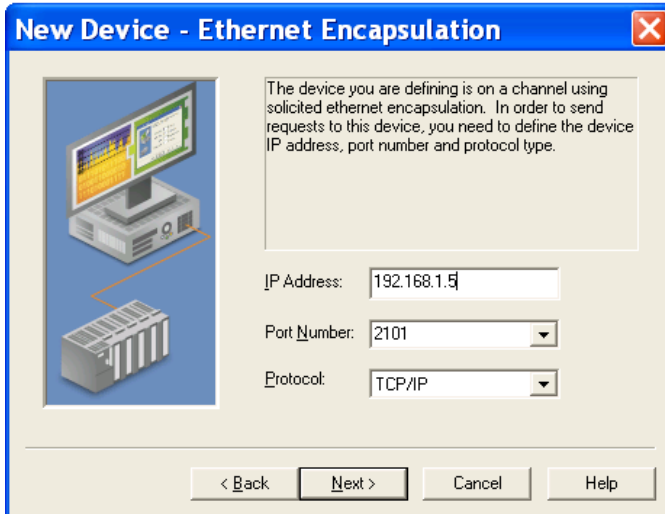 New Device - Ethernet Encapsulation
The device you are defining is on a channel using
solicited ethernet encapsulation. In order to send
requests to this device, you need to define the device
IP address, port number and protocol type.
IP Address: 192.168.1.5
Port Number: 2101
Protocol: TCP/IP
< Back Next > Cancel Help